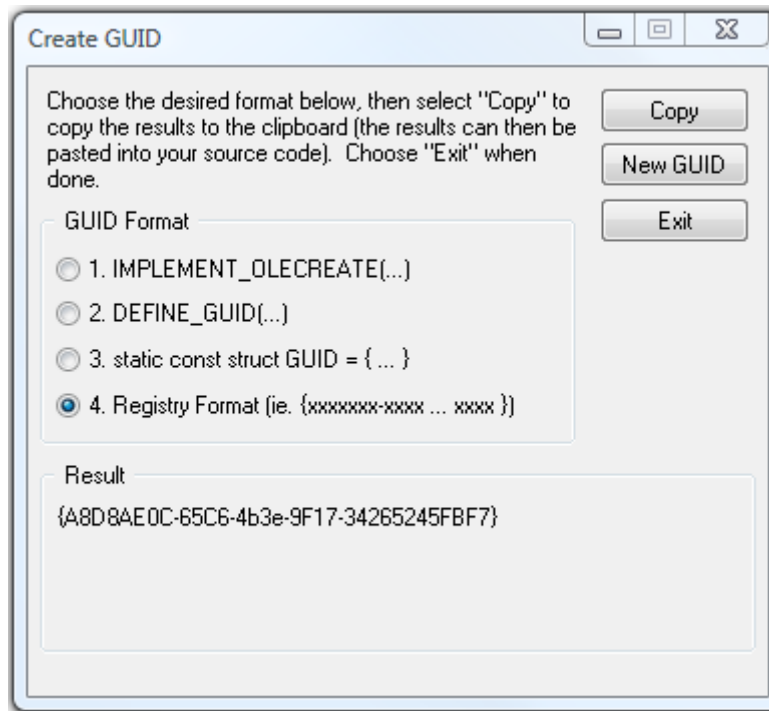 Create GUID
Choose the desired format below, then select "Copy" to
copy the results to the clipboard (the results can then be
pasted into your source code).  Choose "Exit" when
done.
Copy
New GUID
Exit
GUID Format
1. IMPLEMENT_OLECREATE(...)
2. DEFINE_GUID(...)
3. static const struct GUID = { ... }
4. Registry Format (ie. {xxxxxxx-xxxx ... xxxx })
Result
{A8D8AE0C-65C6-4b3e-9F17-34265245FBF7}